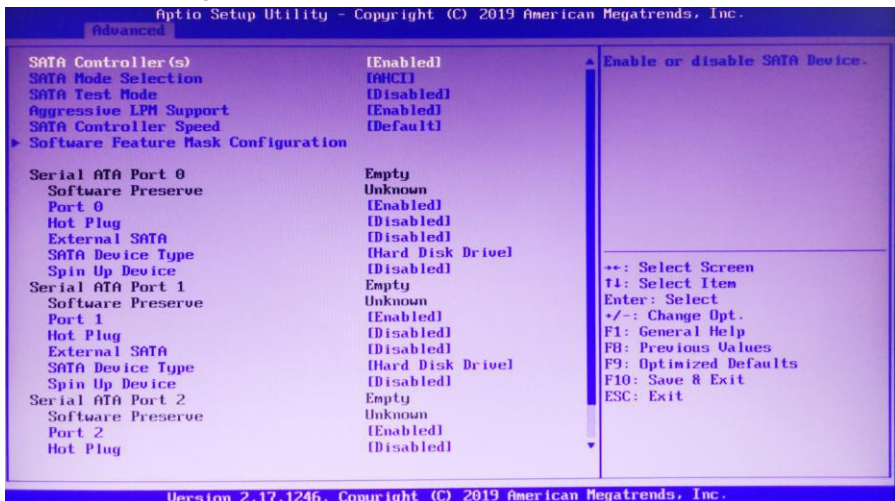 Aptio Setup Utility - Copyright (C) 2019 American Megatrends, Inc.
Advanced
SATA Controller(s) [Enabled]
SATA Mode Selection [AHCI]
SATA Test Mode [Disabled]
Aggressive LPM Support [Enabled]
SATA Controller Speed [Default]
▶ Software Feature Mask Configuration
Serial ATA Port 0 Empty
Software Preserve Unknown
Port 0 [Enabled]
Hot Plug [Disabled]
External SATA [Disabled]
SATA Device Type [Hard Disk Drive]
Spin Up Device [Disabled]
Serial ATA Port 1 Empty
Software Preserve Unknown
Port 1 [Enabled]
Hot Plug [Disabled]
External SATA [Disabled]
SATA Device Type [Hard Disk Drive]
Spin Up Device [Disabled]
Serial ATA Port 2 Empty
Software Preserve Unknown
Port 2 [Enabled]
Hot Plug [Disabled]
Enable or disable SATA Device.
→←: Select Screen
↑↓: Select Item
Enter: Select
+/-: Change Opt.
F1: General Help
F8: Previous Values
F9: Optimized Defaults
F10: Save & Exit
ESC: Exit
Version 2.17.1246. Copyright (C) 2019 American Megatrends, Inc.